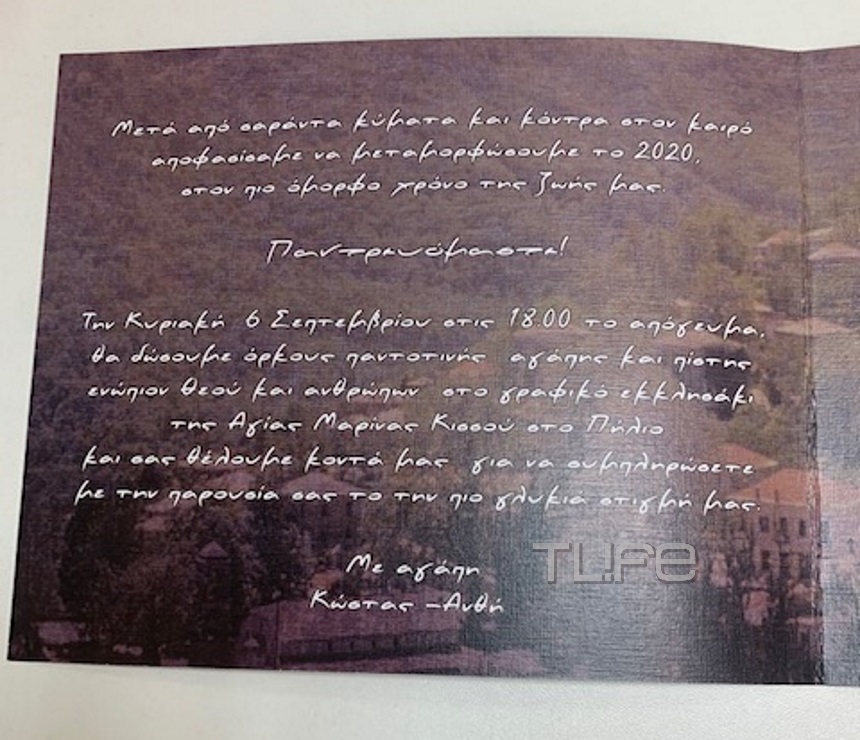 Μετά από σαράντα κύματα και κόντρα στον καιρό
αποφασίσαμε να μεταμορφώσουμε το 2020,
στον πιο όμορφο χρόνο της ζωής μας.
Παντρευόμαστε!
Την Κυριακή 6 Σεπτεμβρίου στις 18.00 το απόγευμα,
θα δώσουμε όρκους παντοτινής αγάπης και πίστης
ενώπιον θεού και ανθρώπων στο γραφικό εκκλησάκι
της Αγίας Μαρίνας Κισσού στο Πήλιο
και σας θέλουμε κοντά μας για να συμπληρώσετε
με την παρουσία σας το την πιο γλυκιά στιγμή μας.
TLIFE
Με αγάπη
Κώστας -Ανθή